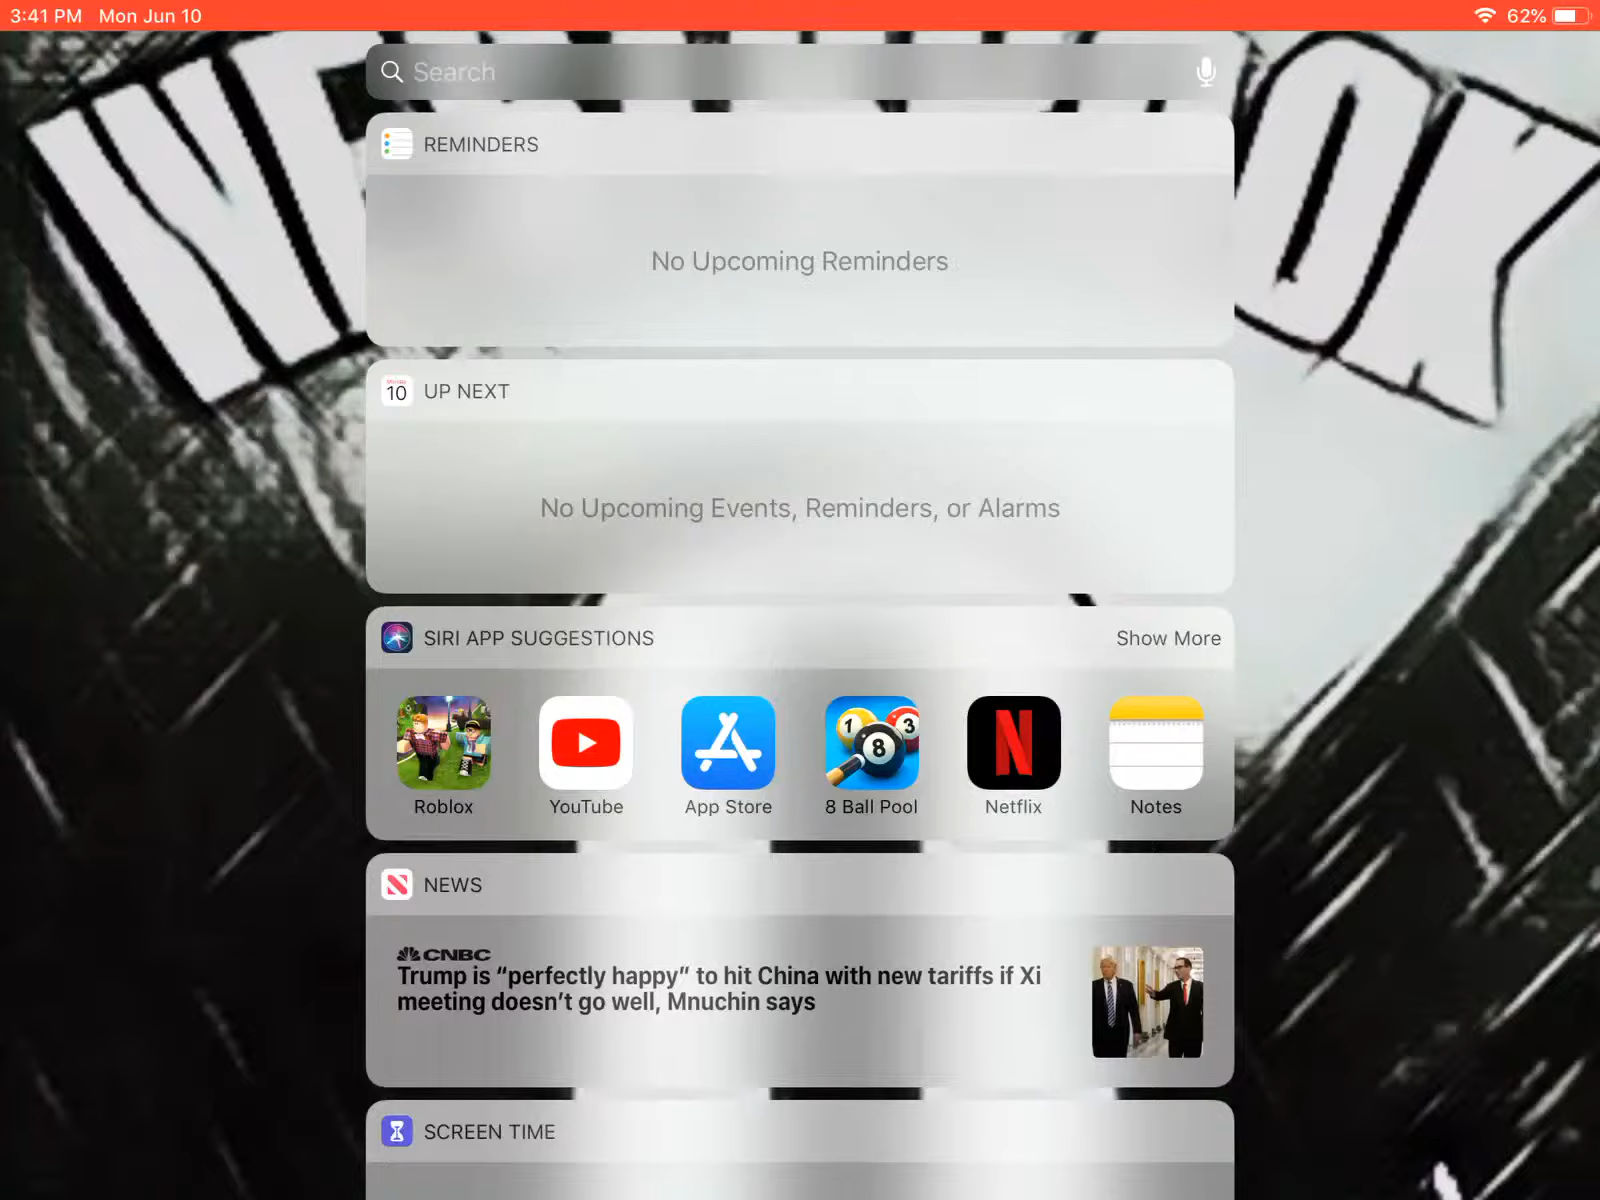 3:41 PM Mon Jun 10
62%
Search
REMINDERS
No Upcoming Reminders
10 UP NEXT
No Upcoming Events, Reminders, or Alarms
SIRI APP SUGGESTIONS Show More
1 8 3
Roblox YouTube App Store 8 Ball Pool Netflix Notes
NEWS
CNBC
Trump is “perfectly happy” to hit China with new tariffs if Xi
meeting doesn’t go well, Mnuchin says
SCREEN TIME